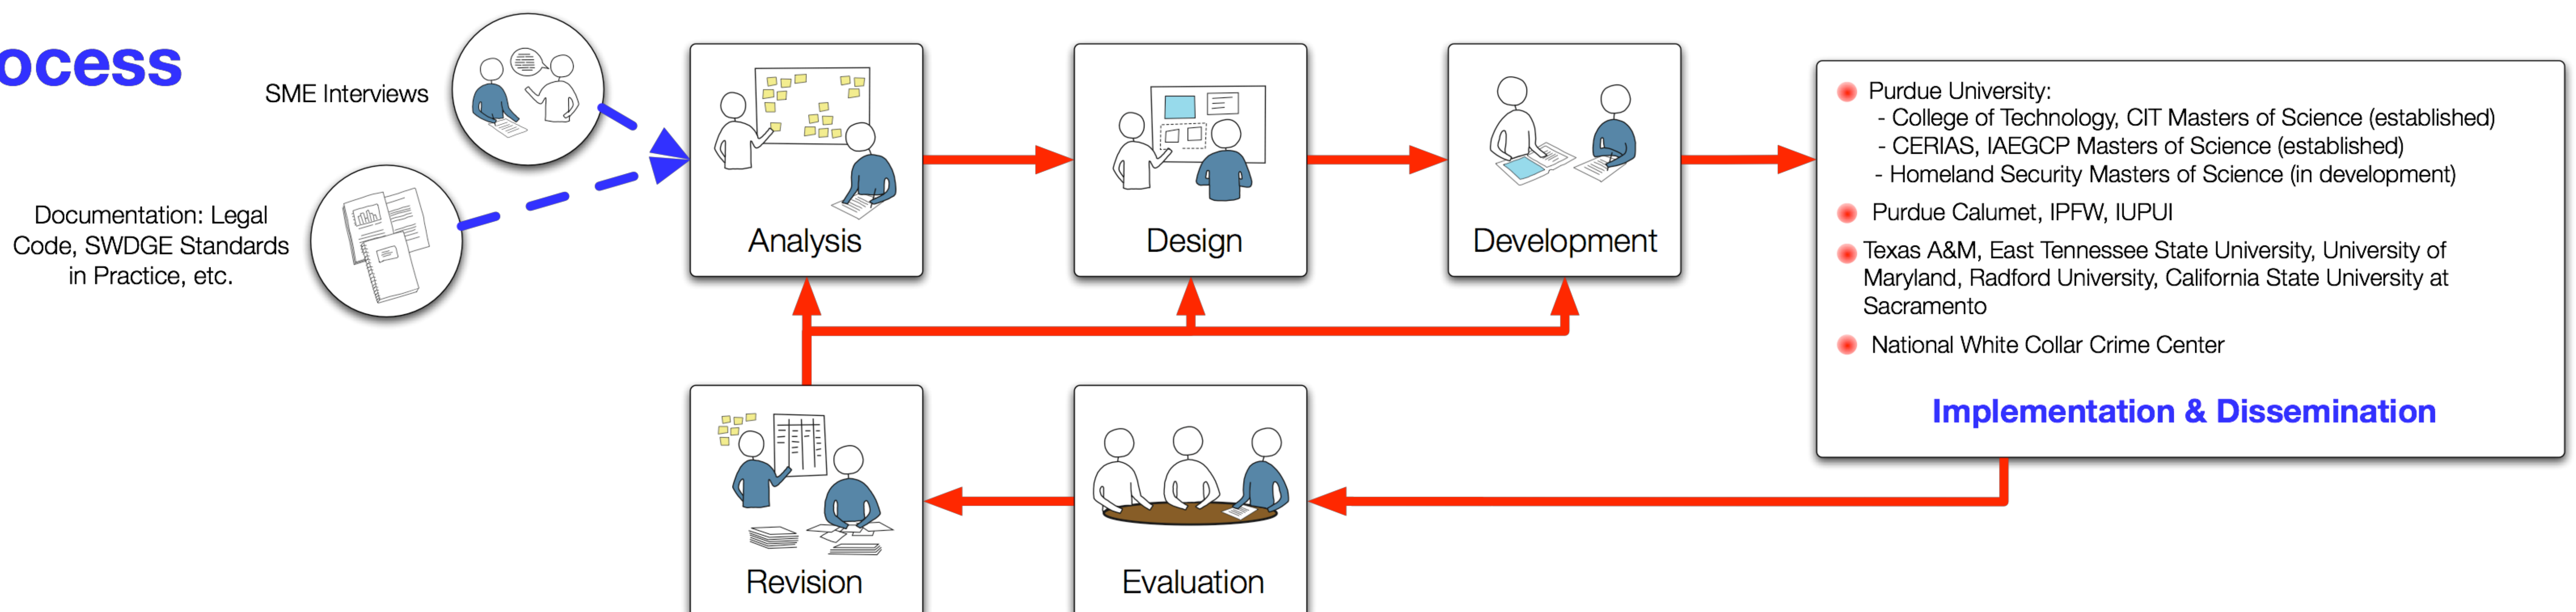 ocess
SME Interviews
Documentation: Legal
Code, SWDGE Standards
in Practice, etc.
Analysis
Design
Development
Purdue University:
- College of Technology, CIT Masters of Science (established)
- CERIAS, IAEGCP Masters of Science (established)
- Homeland Security Masters of Science (in development)
Purdue Calumet, IPFW, IUPUI
Texas A&M, East Tennessee State University, University of
Maryland, Radford University, California State University at
Sacramento
National White Collar Crime Center
Implementation & Dissemination
Revision
Evaluation